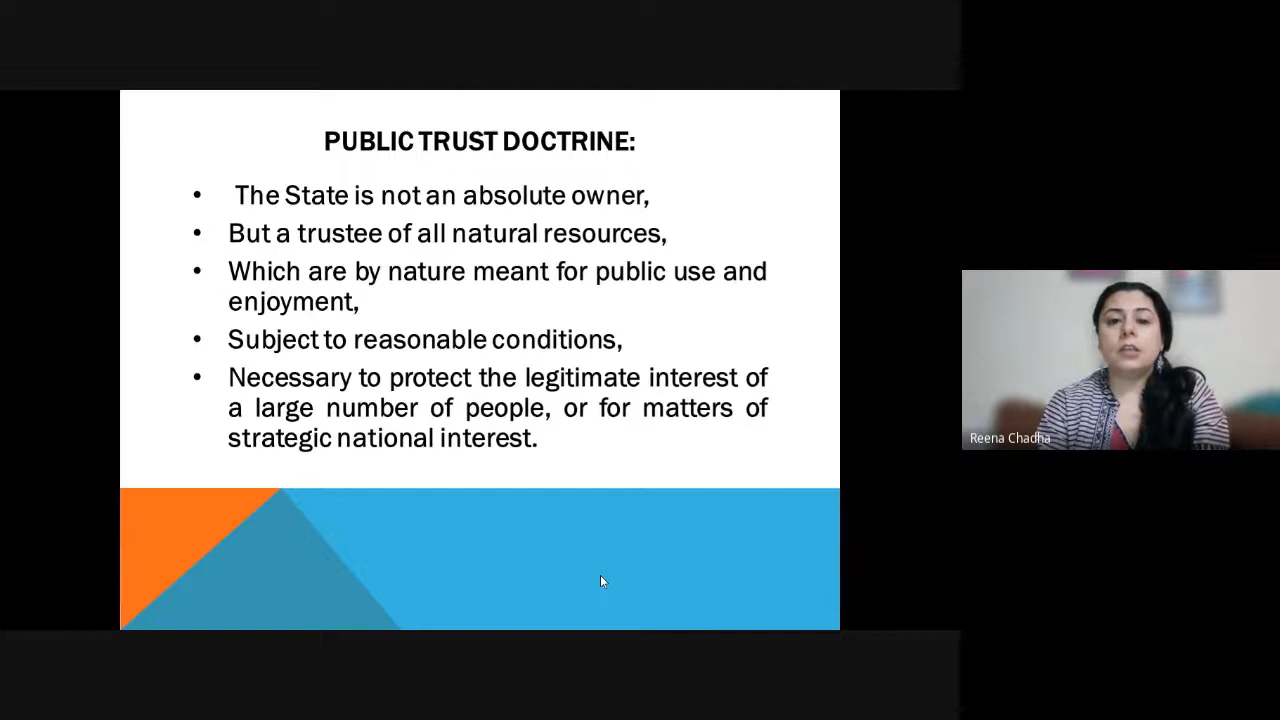 PUBLIC TRUST DOCTRINE:
• The State is not an absolute owner,
• But a trustee of all natural resources,
• Which are by nature meant for public use and
enjoyment,
• Subject to reasonable conditions,
• Necessary to protect the legitimate interest of
a large number of people, or for matters of
strategic national interest.
Reena Chadha